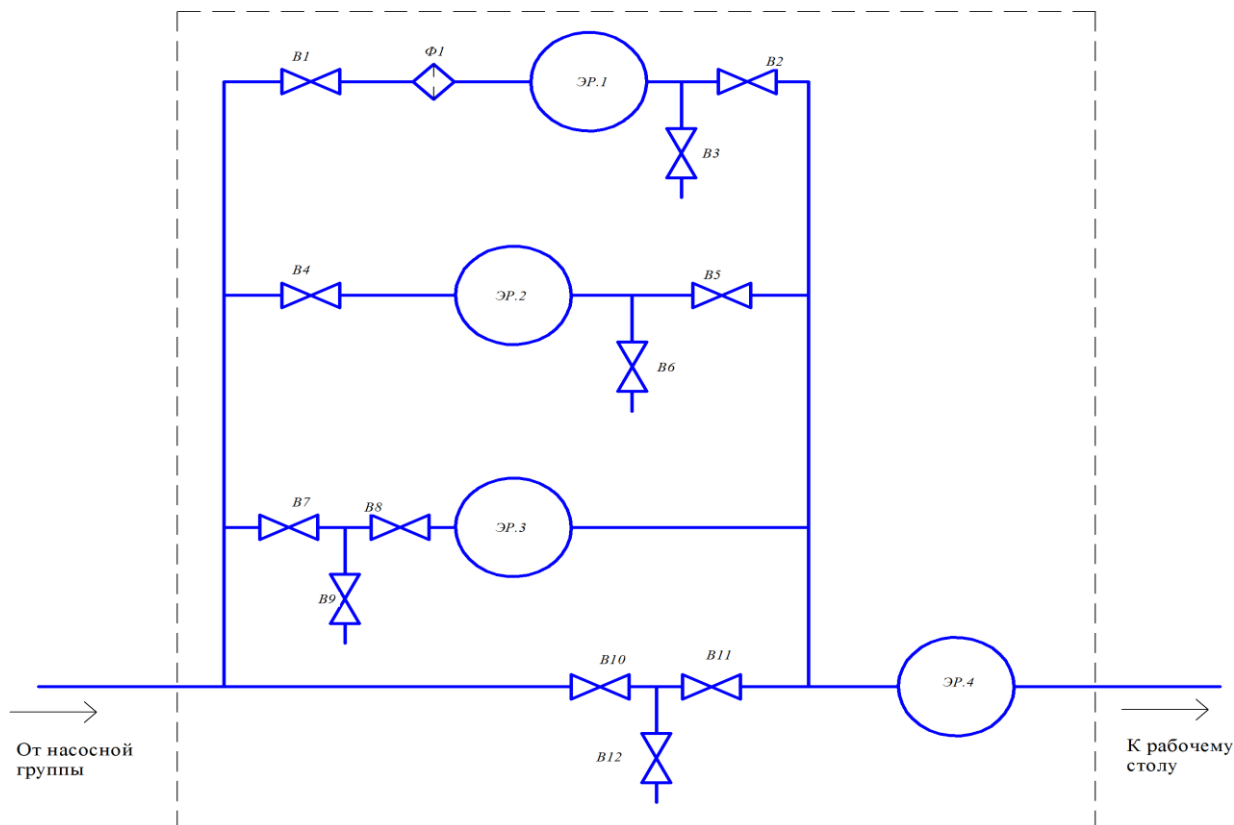 В1
Ф1
ЭР.1
В2
В3
В4
ЭР.2
В5
В6
В7
В8
ЭР.3
В9
В10
В11
ЭР.4
В12
От насосной
группы
К рабочему
столу